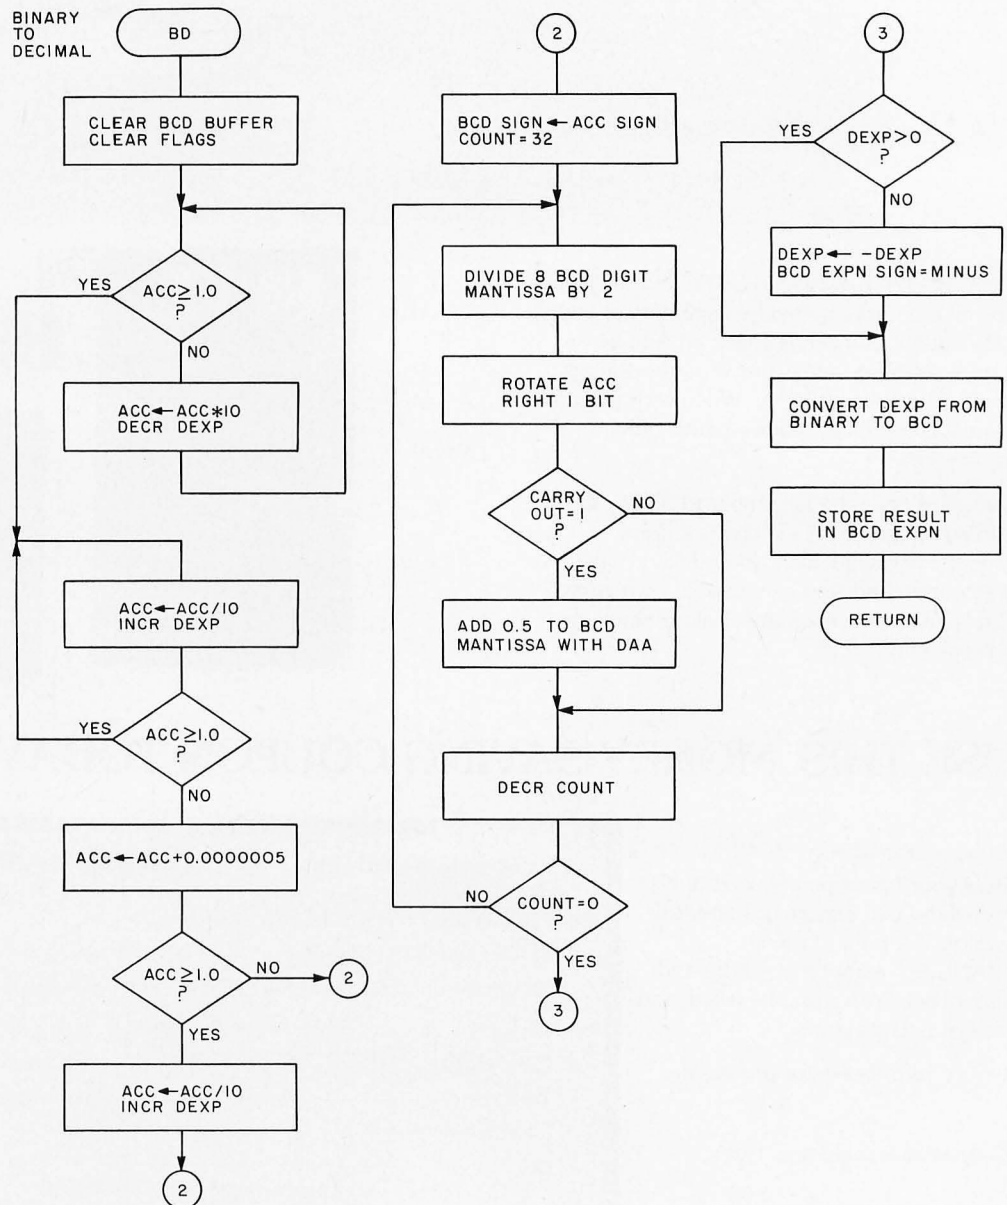 BINARY
TO
DECIMAL
BD
CLEAR BCD BUFFER
CLEAR FLAGS
YES
ACC≥1.0
?
NO
ACC←ACC*10
DECR DEXP
ACC←ACC/10
INCR DEXP
YES
ACC≥1.0
?
NO
ACC←ACC+0.0000005
ACC≥1.0
?
NO
2
YES
ACC←ACC/10
INCR DEXP
2
2
BCD SIGN←ACC SIGN
COUNT=32
DIVIDE 8 BCD DIGIT
MANTISSA BY 2
ROTATE ACC
RIGHT 1 BIT
CARRY
OUT=1
?
NO
YES
ADD 0.5 TO BCD
MANTISSA WITH DAA
DECR COUNT
NO
COUNT=0
?
YES
3
3
YES
DEXP>0
?
NO
DEXP← -DEXP
BCD EXPN SIGN=MINUS
CONVERT DEXP FROM
BINARY TO BCD
STORE RESULT
IN BCD EXPN
RETURN